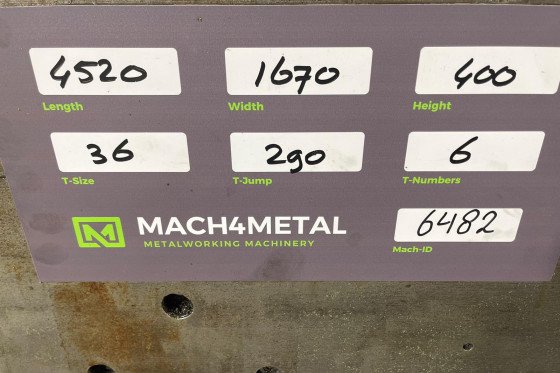 4520 1670 400
Length Width Height
36 290 6
T-Size T-Jump T-Numbers
MACH4METAL 6482
METALWORKING MACHINERY Mach-ID